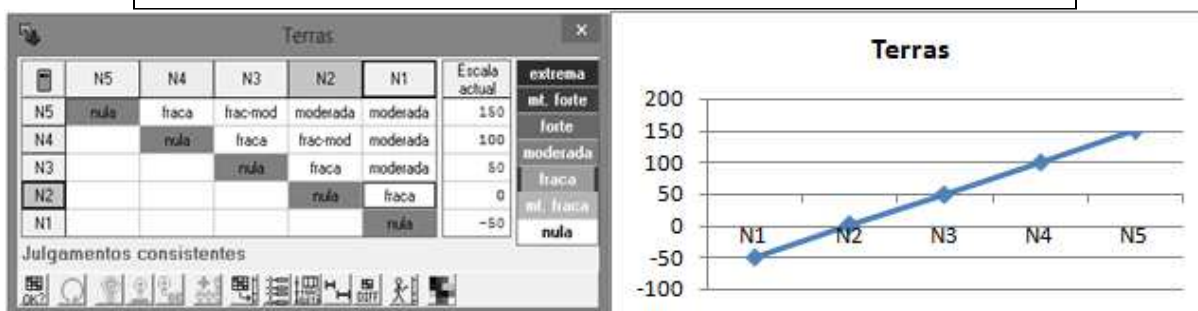 Terras
N5 N4 N3 N2 N1 Escala actual
N5 nula fraca frac-mod moderada moderada 150
N4 nula fraca frac-mod moderada 100
N3 nula fraca moderada 50
N2 nula fraca 0
N1 nula -50
extrema
mt. forte
forte
moderada
fraca
mt. fraca
nula
Julgamentos consistentes
OK?
DIFF
Terras
200
150
100
50
0
-50
-100
N1 N2 N3 N4 N5